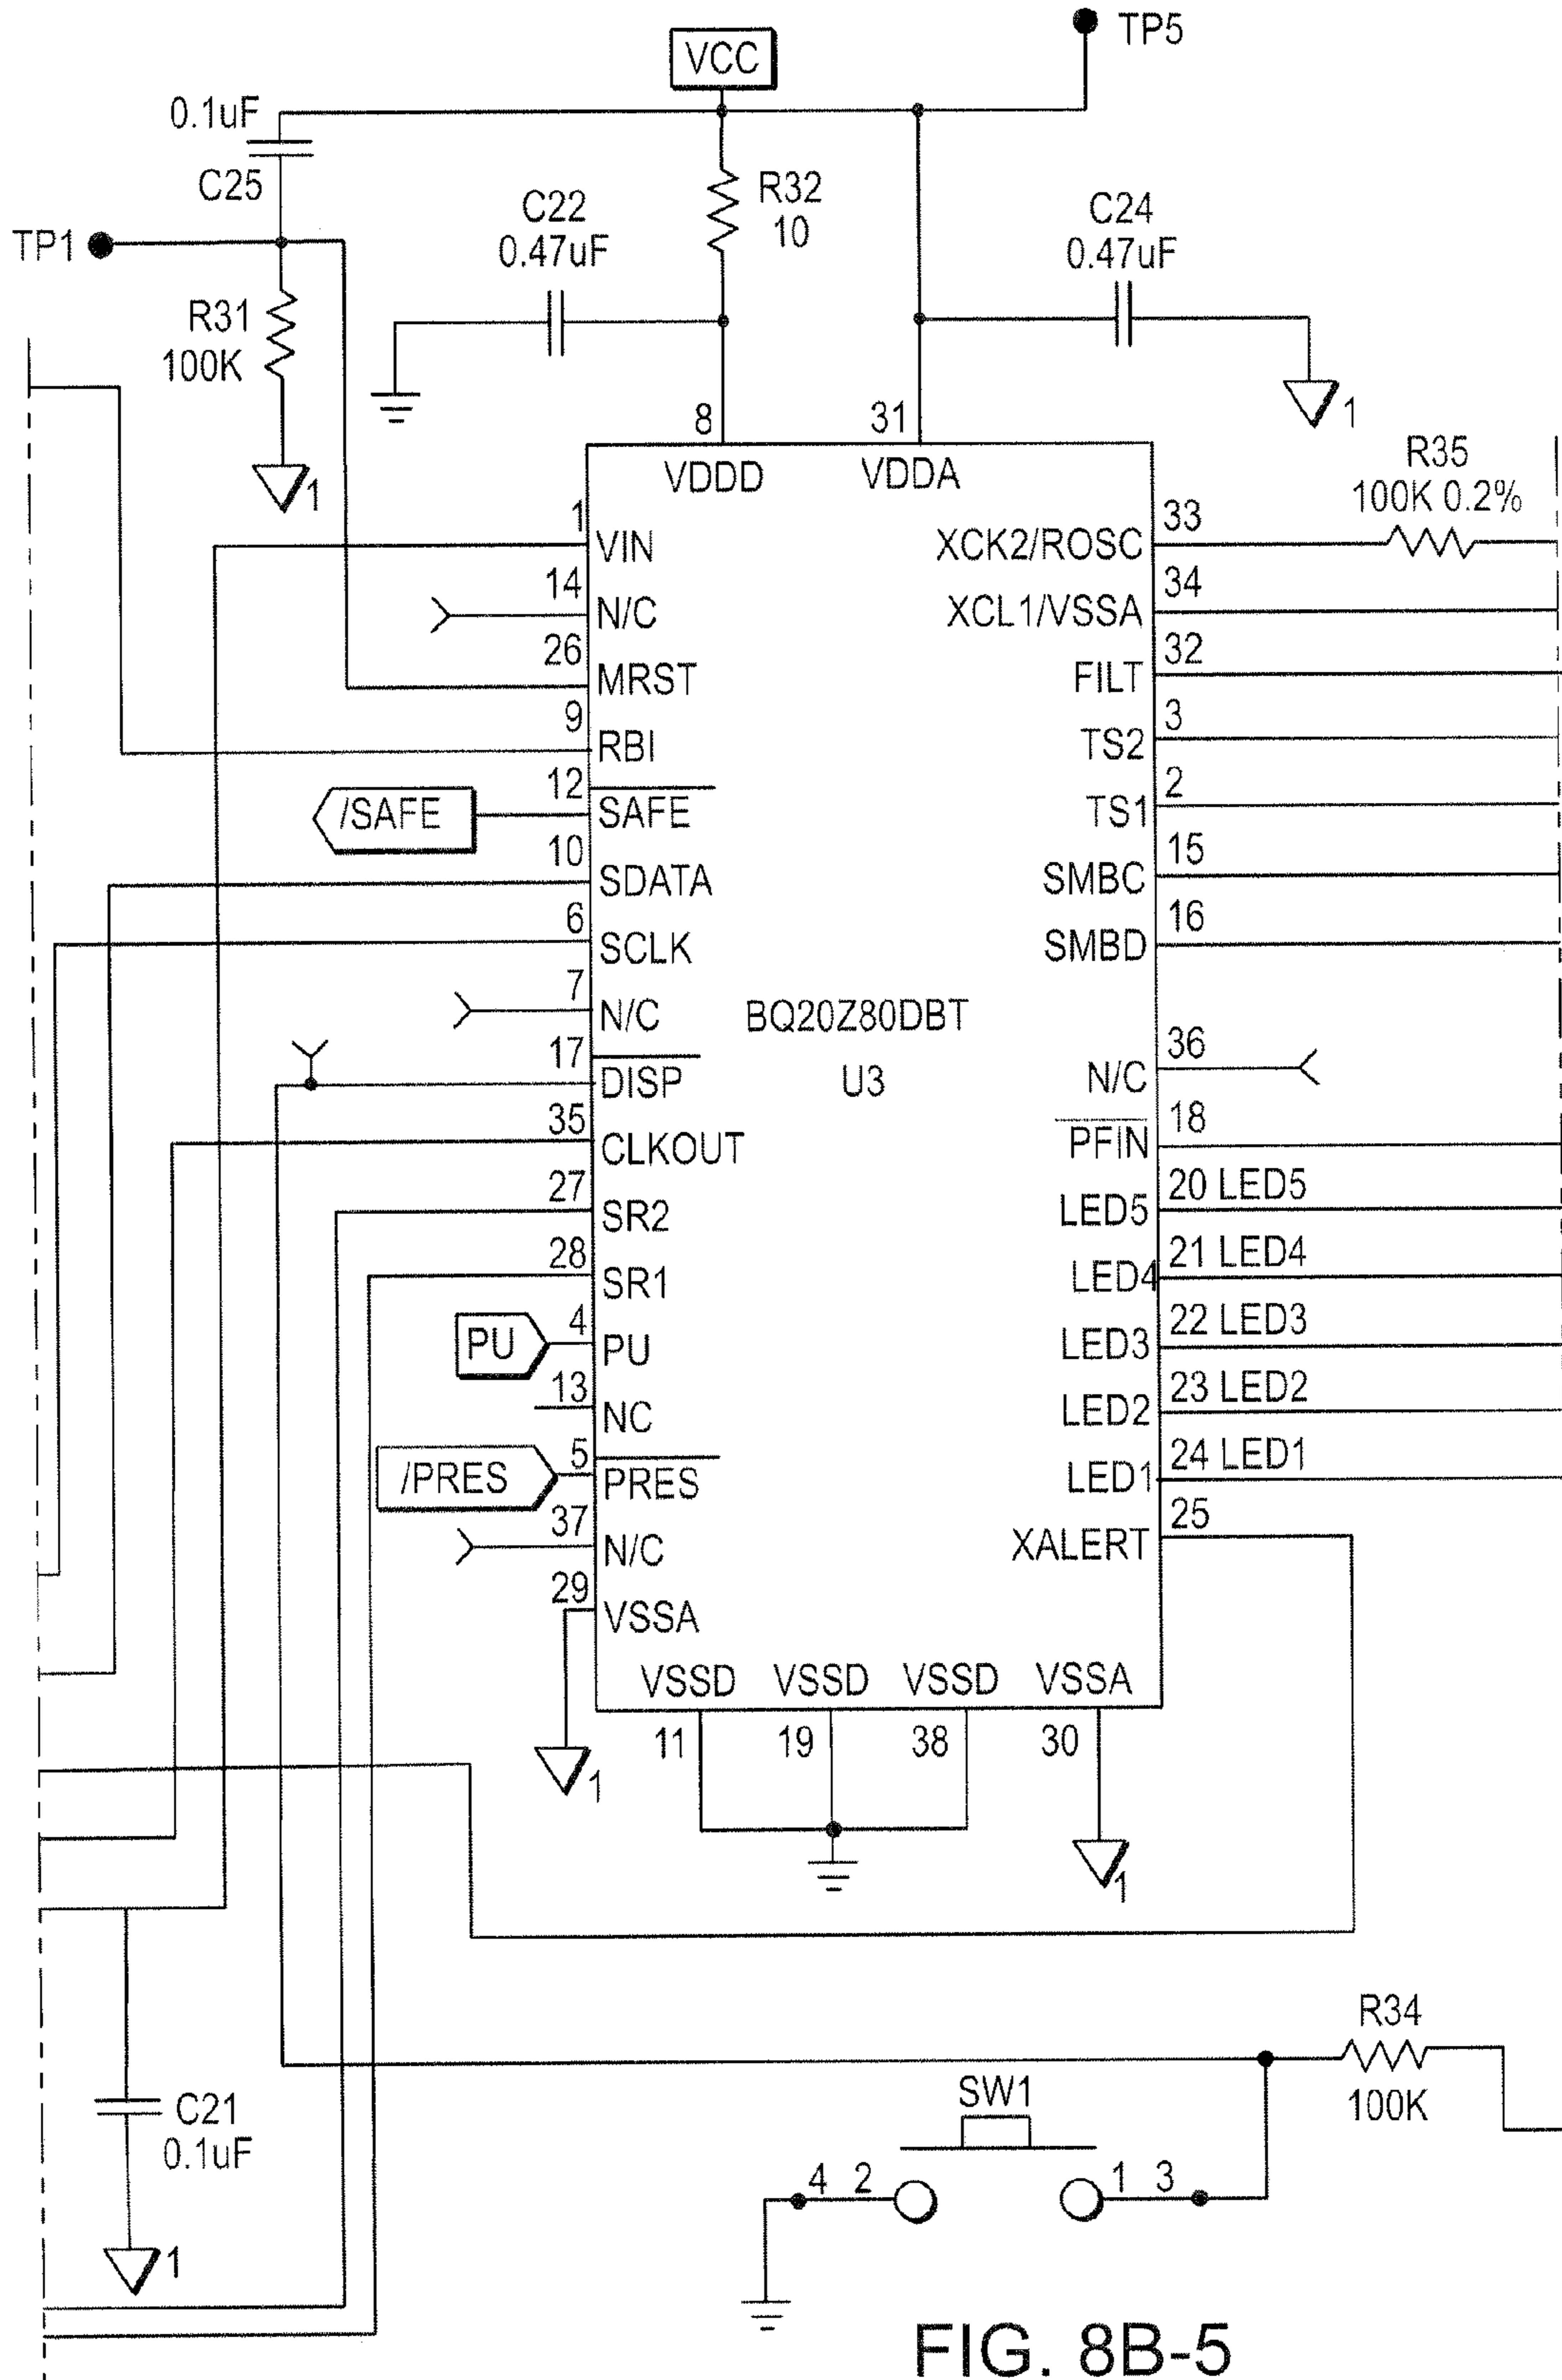 TP5
VCC
0.1uF
C25
R32
10
C22
0.47uF
C24
0.47uF
TP1
R31
100K
1
1
8
31
VDDD
VDDA
R35
100K 0.2%
1
VIN
14
N/C
26
MRST
9
RBI
12
/SAFE
SAFE
10
SDATA
6
SCLK
7
N/C
17
DISP
35
CLKOUT
27
SR2
28
SR1
4
PU
PU
13
NC
5
/PRES
PRES
37
N/C
29
VSSA
1
BQ20Z80DBT
U3
33
XCK2/ROSC
34
XCL1/VSSA
32
FILT
3
TS2
2
TS1
15
SMBC
16
SMBD
36
N/C
18
PFIN
20 LED5
LED5
21 LED4
LED4
22 LED3
LED3
23 LED2
LED2
24 LED1
LED1
25
XALERT
VSSD VSSD VSSD VSSA
11 19 38 30
1
R34
100K
SW1
4 2
1 3
C21
0.1uF
1
FIG. 8B-5